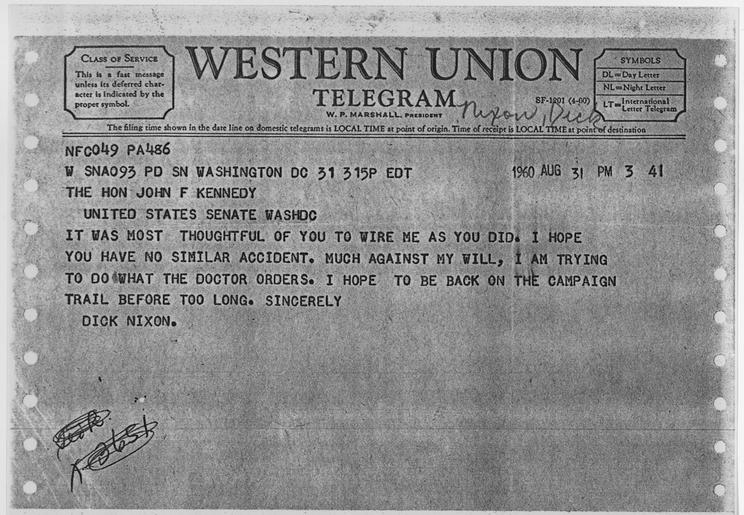 CLASS OF SERVICE
This is a fast message
unless its deferred char-
acter is indicated by the
proper symbol.
WESTERN UNION
TELEGRAM
W. P. MARSHALL, PRESIDENT
SF-1201 (4-60)
Nixon, Dick
SYMBOLS
DL=Day Letter
NL=Night Letter
LT=International Letter Telegram
The filing time shown in the date line on domestic telegrams is LOCAL TIME at point of origin. Time of receipt is LOCAL TIME at point of destination
NFC049 PA486
W SNA093 PD SN WASHINGTON DC 31 315P EDT 1960 AUG 31 PM 3 41
THE HON JOHN F KENNEDY
UNITED STATES SENATE WASHDC
IT WAS MOST THOUGHTFUL OF YOU TO WIRE ME AS YOU DID. I HOPE
YOU HAVE NO SIMILAR ACCIDENT. MUCH AGAINST MY WILL, I AM TRYING
TO DO WHAT THE DOCTOR ORDERS. I HOPE TO BE BACK ON THE CAMPAIGN
TRAIL BEFORE TOO LONG. SINCERELY
DICK NIXON.